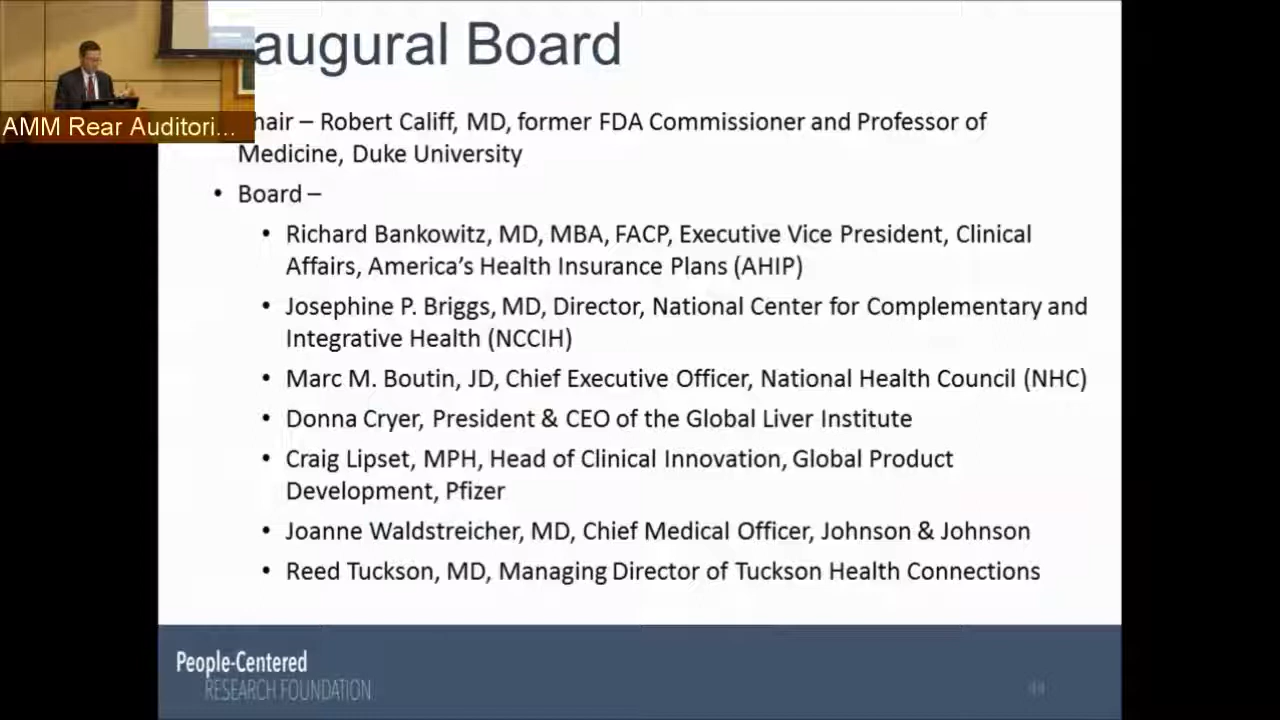 augural Board
AMM Rear Auditori...
hair – Robert Califf, MD, former FDA Commissioner and Professor of
Medicine, Duke University
• Board –
• Richard Bankowitz, MD, MBA, FACP, Executive Vice President, Clinical
Affairs, America's Health Insurance Plans (AHIP)
• Josephine P. Briggs, MD, Director, National Center for Complementary and
Integrative Health (NCCIH)
• Marc M. Boutin, JD, Chief Executive Officer, National Health Council (NHC)
• Donna Cryer, President & CEO of the Global Liver Institute
• Craig Lipset, MPH, Head of Clinical Innovation, Global Product
Development, Pfizer
• Joanne Waldstreicher, MD, Chief Medical Officer, Johnson & Johnson
• Reed Tuckson, MD, Managing Director of Tuckson Health Connections
People-Centered
RESEARCH FOUNDATION